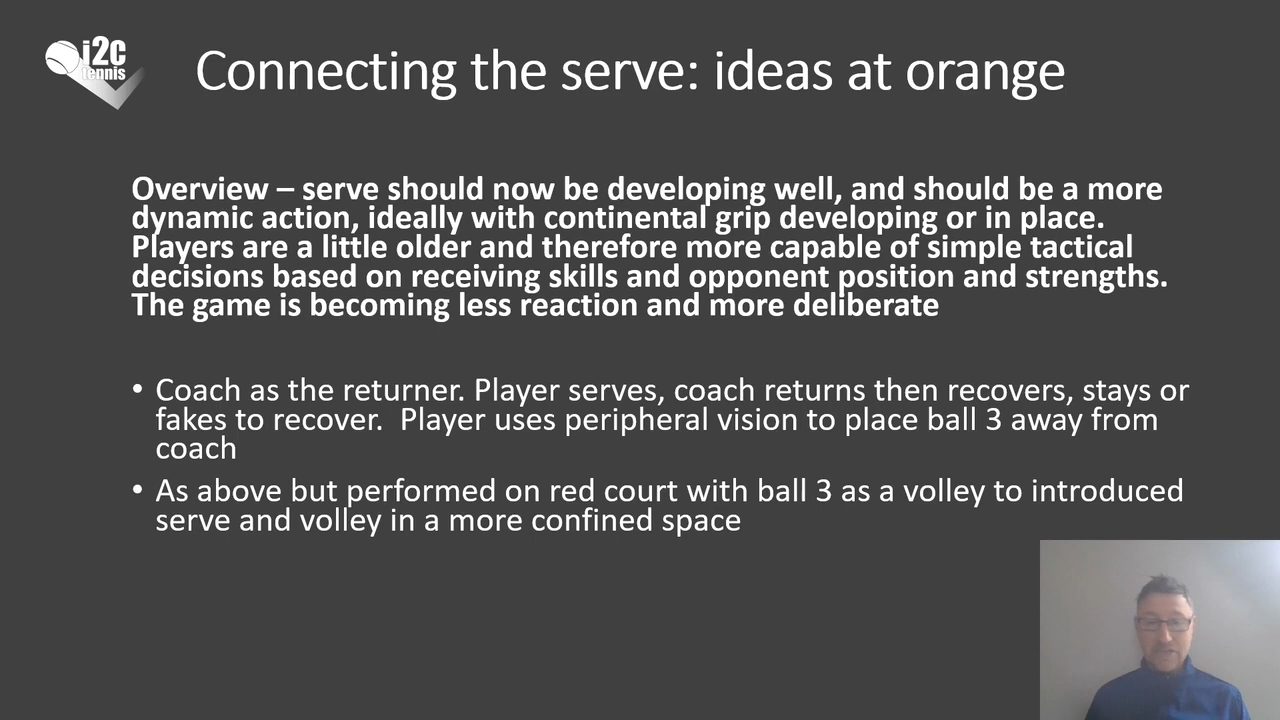 i2c
tennis
Connecting the serve: ideas at orange
Overview – serve should now be developing well, and should be a more
dynamic action, ideally with continental grip developing or in place.
Players are a little older and therefore more capable of simple tactical
decisions based on receiving skills and opponent position and strengths.
The game is becoming less reaction and more deliberate
• Coach as the returner. Player serves, coach returns then recovers, stays or
fakes to recover.  Player uses peripheral vision to place ball 3 away from
coach
• As above but performed on red court with ball 3 as a volley to introduced
serve and volley in a more confined space